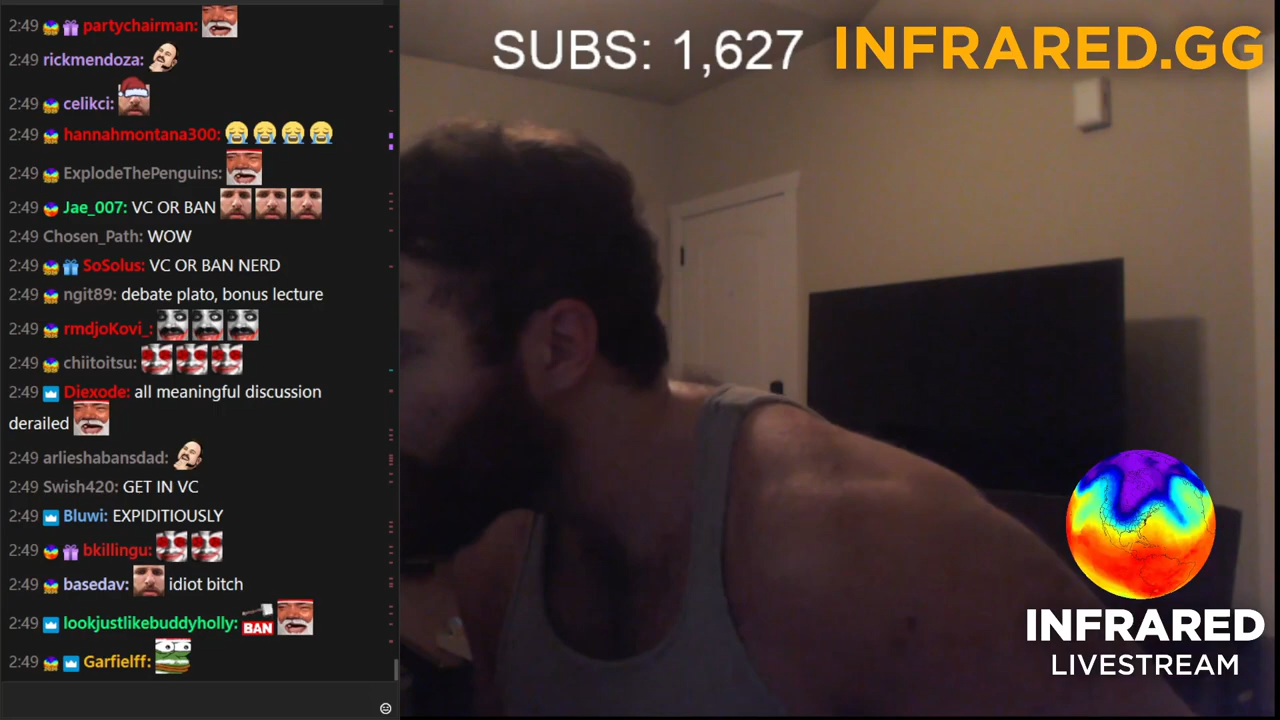 SUBS: 1,627
INFRARED.GG
2:49 partychairman:
2:49 rickmendoza:
2:49 celikci:
2:49 hannahmontana300:
2:49 ExplodeThePenguins:
2:49 Jae_007: VC OR BAN
2:49 Chosen_Path: WOW
2:49 SoSolus: VC OR BAN NERD
2:49 ngit89: debate plato, bonus lecture
2:49 rmdjoKovi_:
2:49 chiitoitsu:
2:49 Diexode: all meaningful discussion
derailed
2:49 arlieshabansdad:
2:49 Swish420: GET IN VC
2:49 Bluwi: EXPIDITIOUSLY
2:49 bkillingu:
2:49 basedav: idiot bitch
2:49 lookjustlikebuddyholly: BAN
2:49 Garfielff:
INFRARED
LIVESTREAM